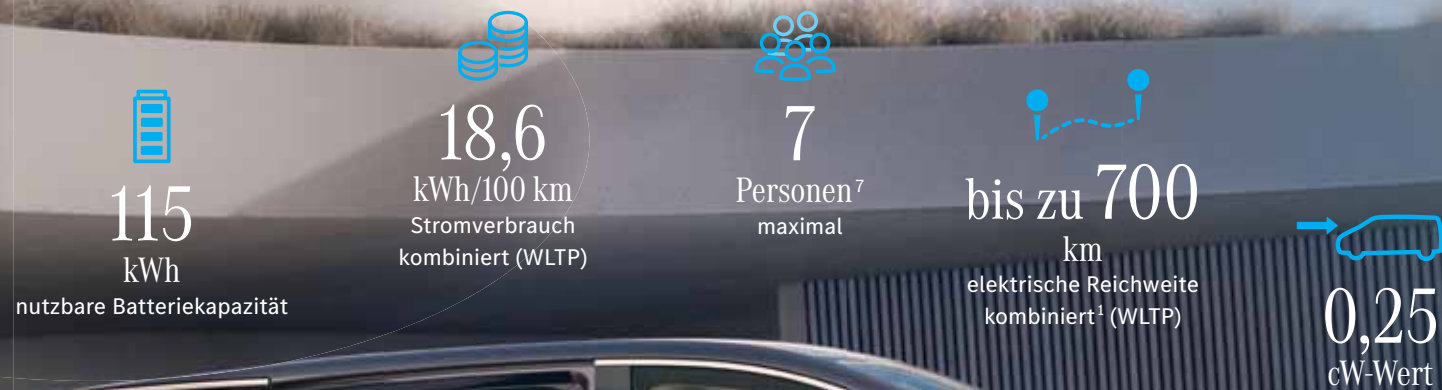 115
kWh
nutzbare Batteriekapazität
18,6
kWh/100 km
Stromverbrauch
kombiniert (WLTP)
7
Personen⁷
maximal
bis zu 700
km
elektrische Reichweite
kombiniert¹ (WLTP)
0,25
cW-Wert